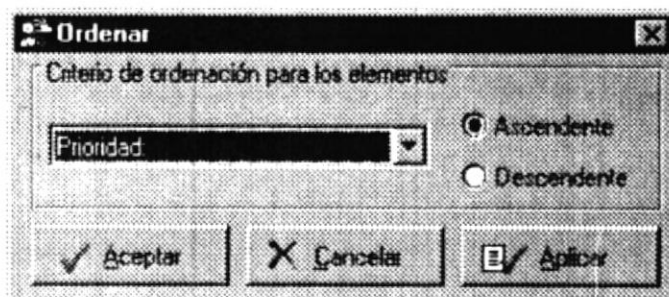 Ordenar
Criterio de ordenación para los elementos
Prioridad:
Ascendente
Descendente
Aceptar
Cancelar
Aplicar